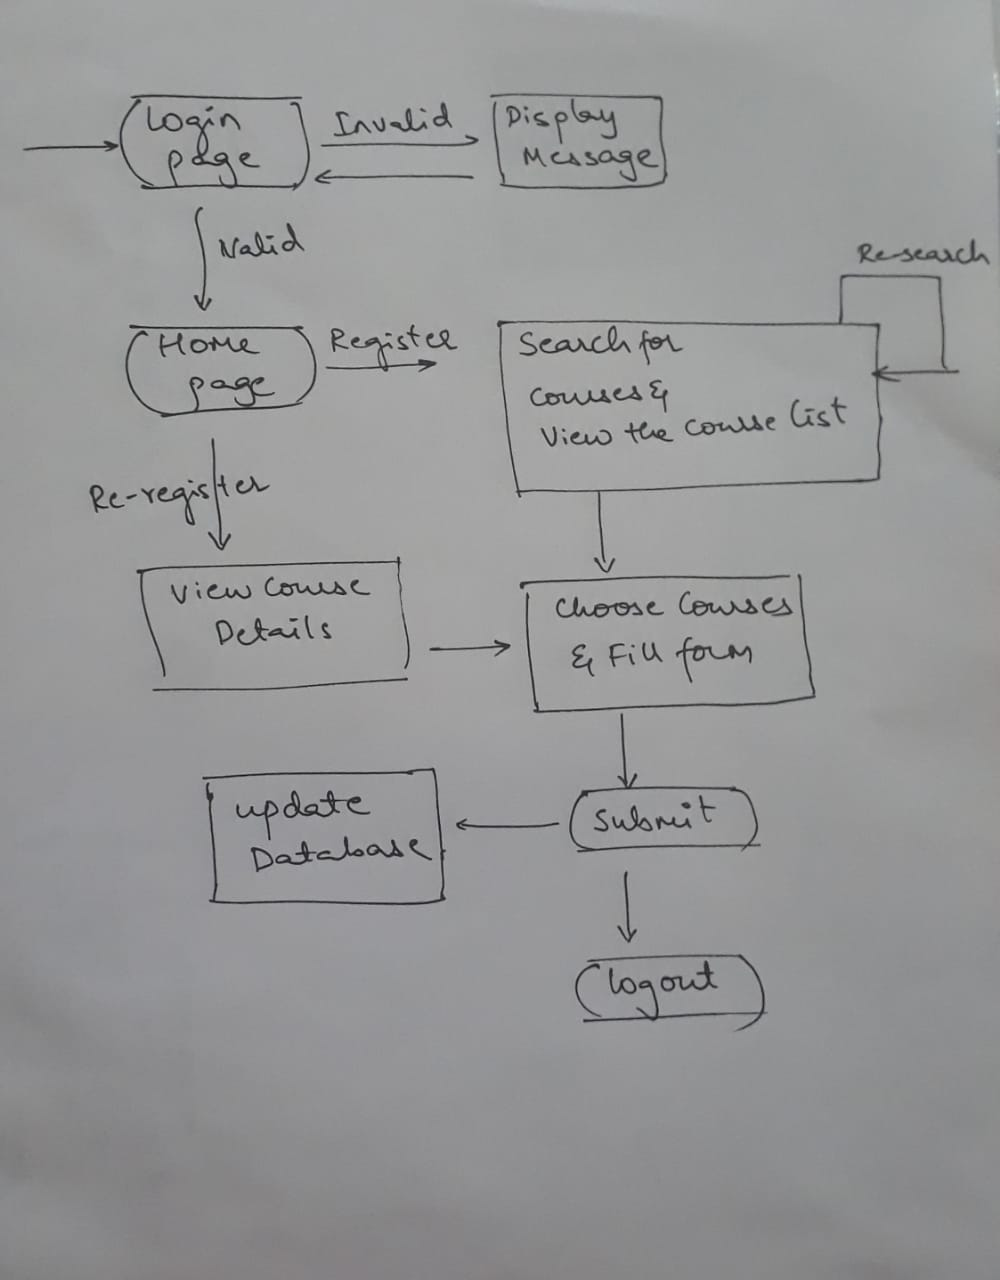 Login
page
Invalid
Display
Message
Valid
Re-search
Home
page
Register
Search for
Courses &
View the course list
Re-register
View Course
Details
Choose Courses
& Fill form
update
Database
Submit
logout